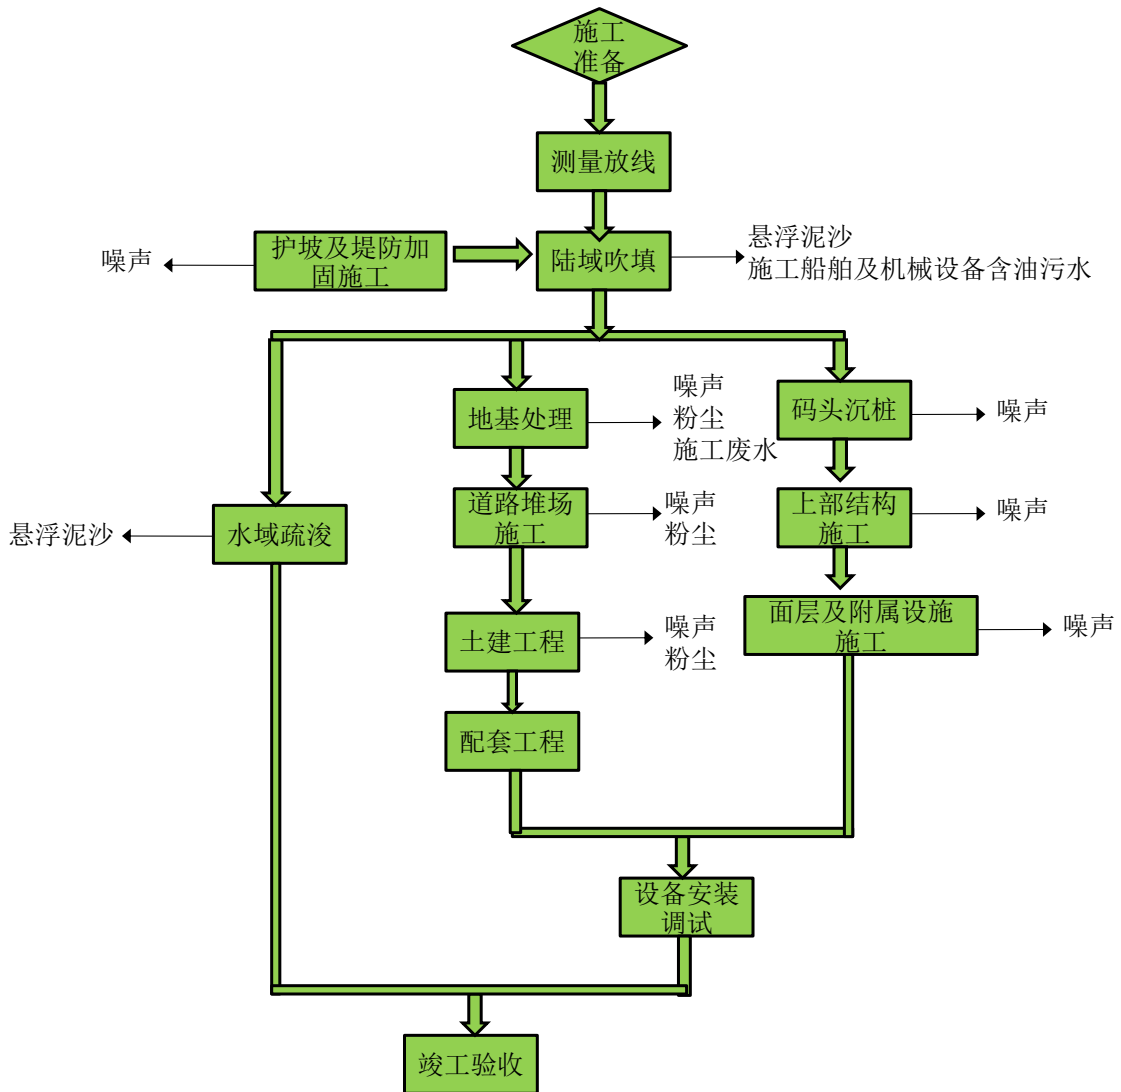 施工
准备
测量放线
噪声
护坡及堤防加
固施工
陆域吹填
悬浮泥沙
施工船舶及机械设备含油污水
地基处理
噪声
粉尘
施工废水
码头沉桩
噪声
悬浮泥沙
水域疏浚
道路堆场
施工
噪声
粉尘
上部结构
施工
噪声
土建工程
噪声
粉尘
面层及附属设施
施工
噪声
配套工程
设备安装
调试
竣工验收